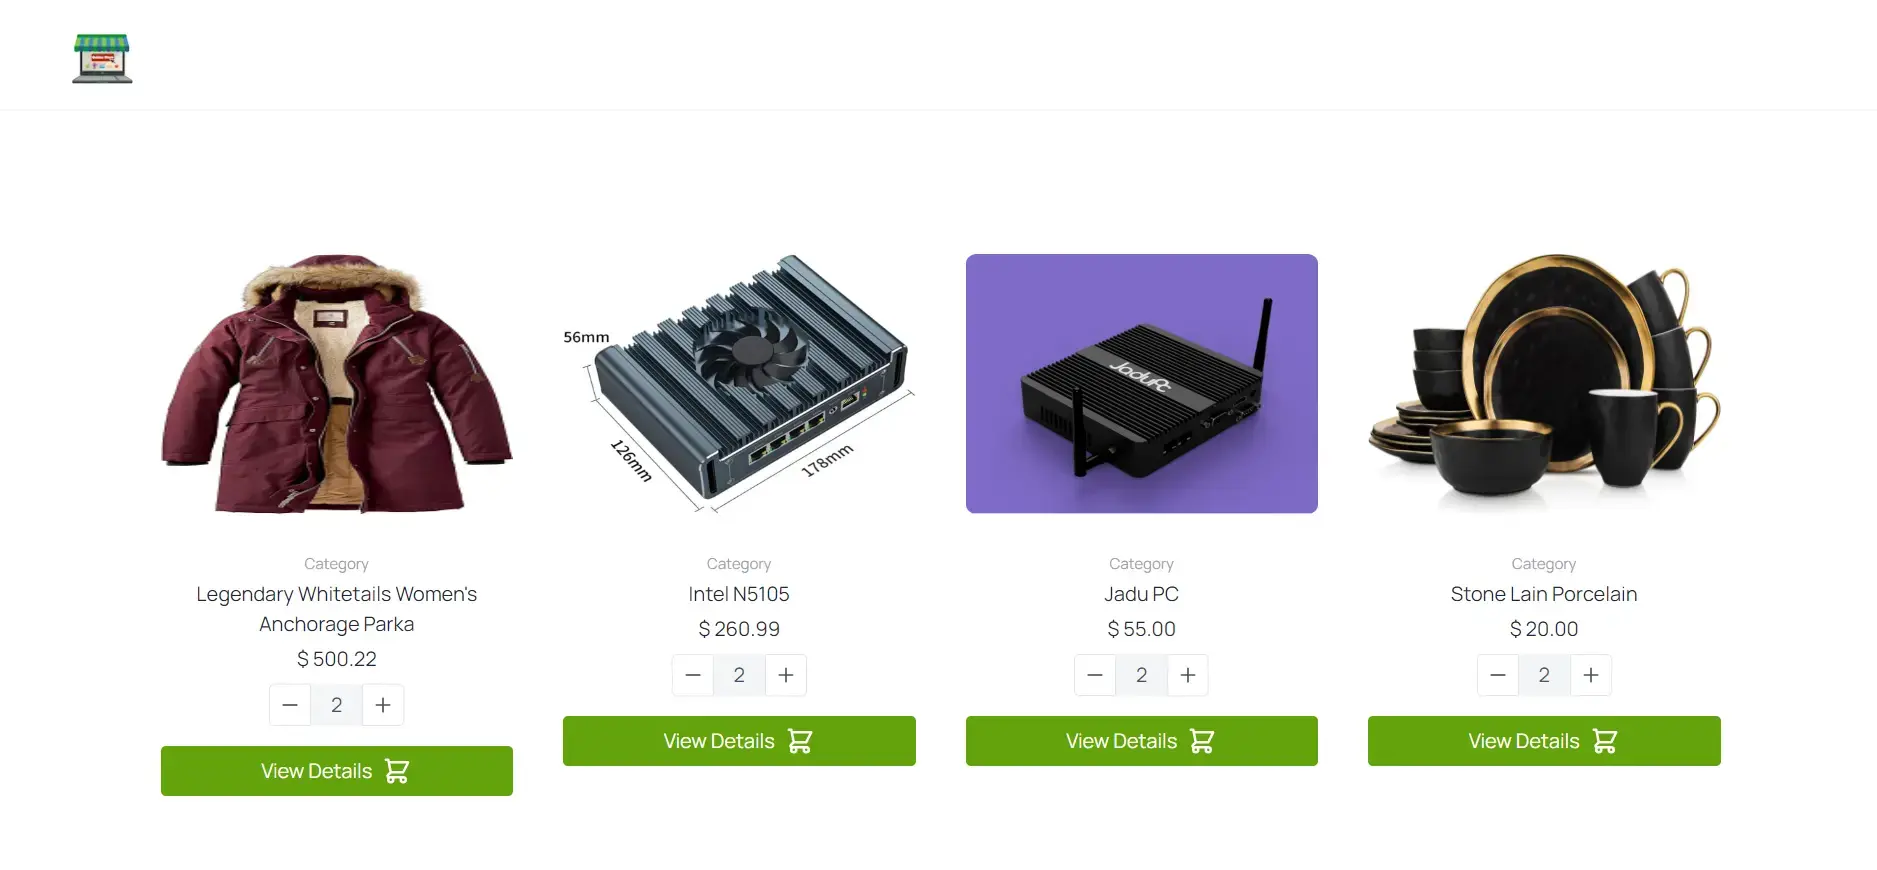 56mm
126mm
178mm
JaduPc
Category
Legendary Whitetails Women's
Anchorage Parka
$ 500.22
2
View Details
Category
Intel N5105
$ 260.99
2
View Details
Category
Jadu PC
$ 55.00
2
View Details
Category
Stone Lain Porcelain
$ 20.00
2
View Details